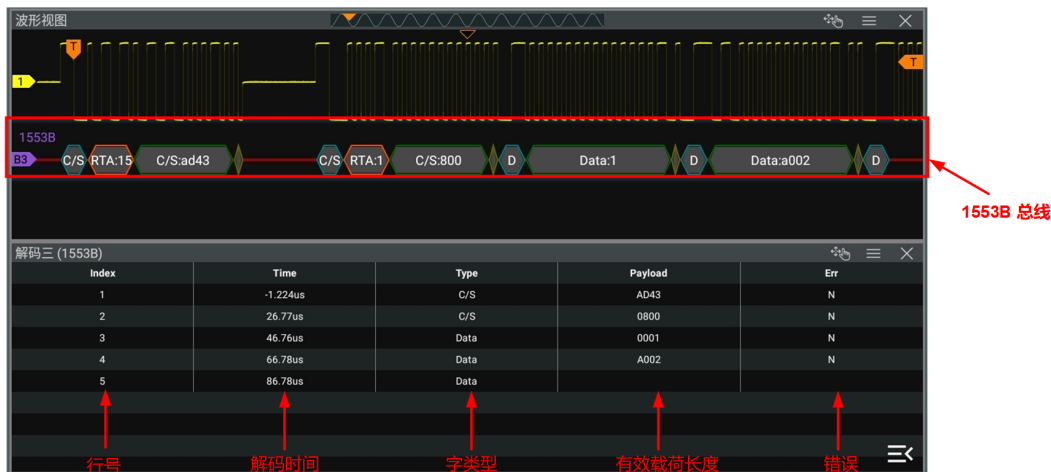 波形视图
T
1
T
1553B
B3 C/S RTA:15 C/S:ad43 C/S RTA:1 C/S:800 D Data:1 D Data:a002 D
1553B 总线
解码三 (1553B)
Index Time Type Payload Err
1 -1.224us C/S AD43 N
2 26.77us C/S 0800 N
3 46.76us Data 0001 N
4 66.78us Data A002 N
5 86.78us Data
行号 解码时间 字类型 有效载荷长度 错误